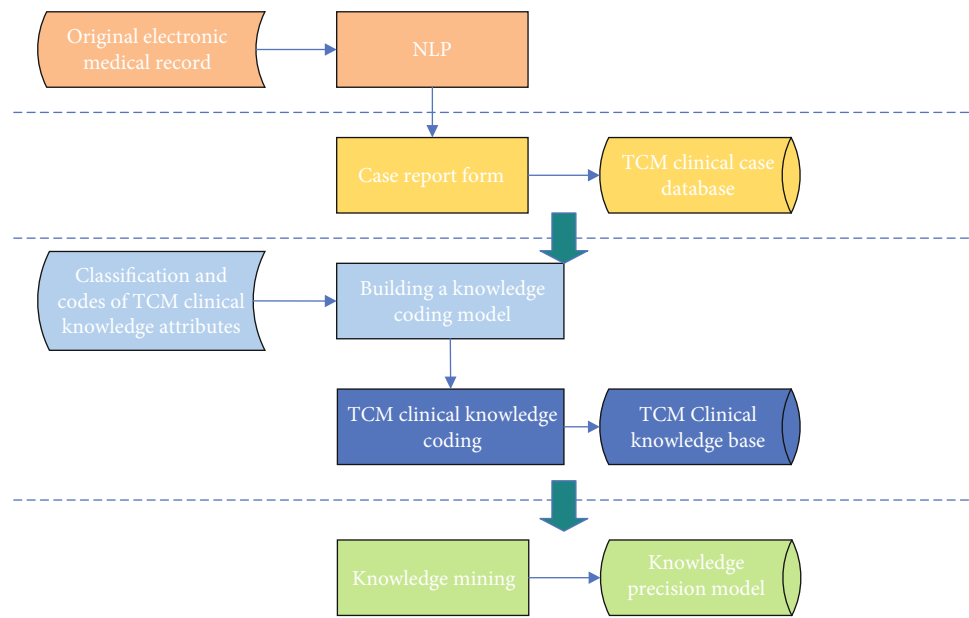 Original electronic
medical record
NLP
Case report form
TCM clinical case
database
Classification and
codes of TCM clinical
knowledge attributes
Building a knowledge
coding model
TCM clinical knowledge
coding
TCM Clinical
knowledge base
Knowledge mining
Knowledge
precision model